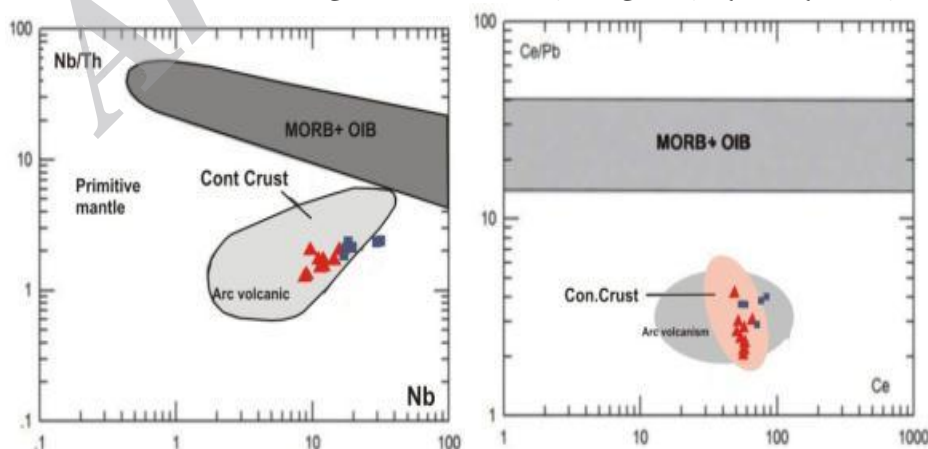 100
Nb/Th
10
1
.1
MORB+ OIB
Cont Crust
Primitive
mantle
Arc volcanic
Nb
.1 1 10 100
100
Ce/Pb
10
1
MORB+ OIB
Con.Crust
Arc volcanism
Ce
1 10 100 1000